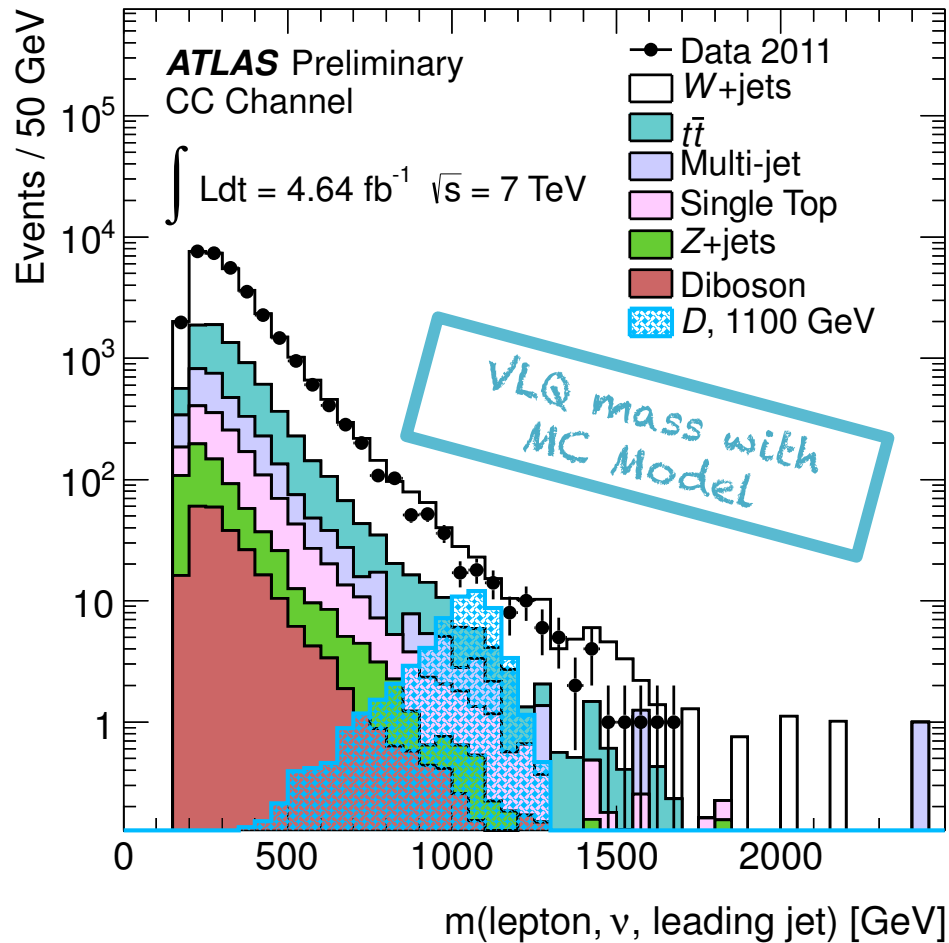 ATLAS Preliminary
CC Channel
∫ Ldt = 4.64 fb⁻¹ √s = 7 TeV
Data 2011
W+jets
tt̄
Multi-jet
Single Top
Z+jets
Diboson
D, 1100 GeV
VLQ mass with
MC Model
Events / 50 GeV
10⁵
10⁴
10³
10²
10
1
0 500 1000 1500 2000
m(lepton, ν, leading jet) [GeV]